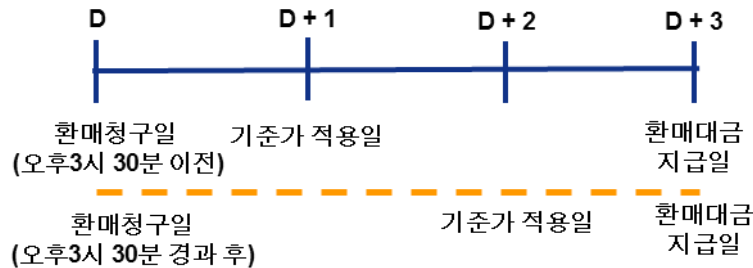 D D + 1 D + 2 D + 3
환매청구일 기준가 적용일 환매대금
(오후3시 30분 이전) 지급일
환매청구일 기준가 적용일 환매대금
(오후3시 30분 경과 후) 지급일